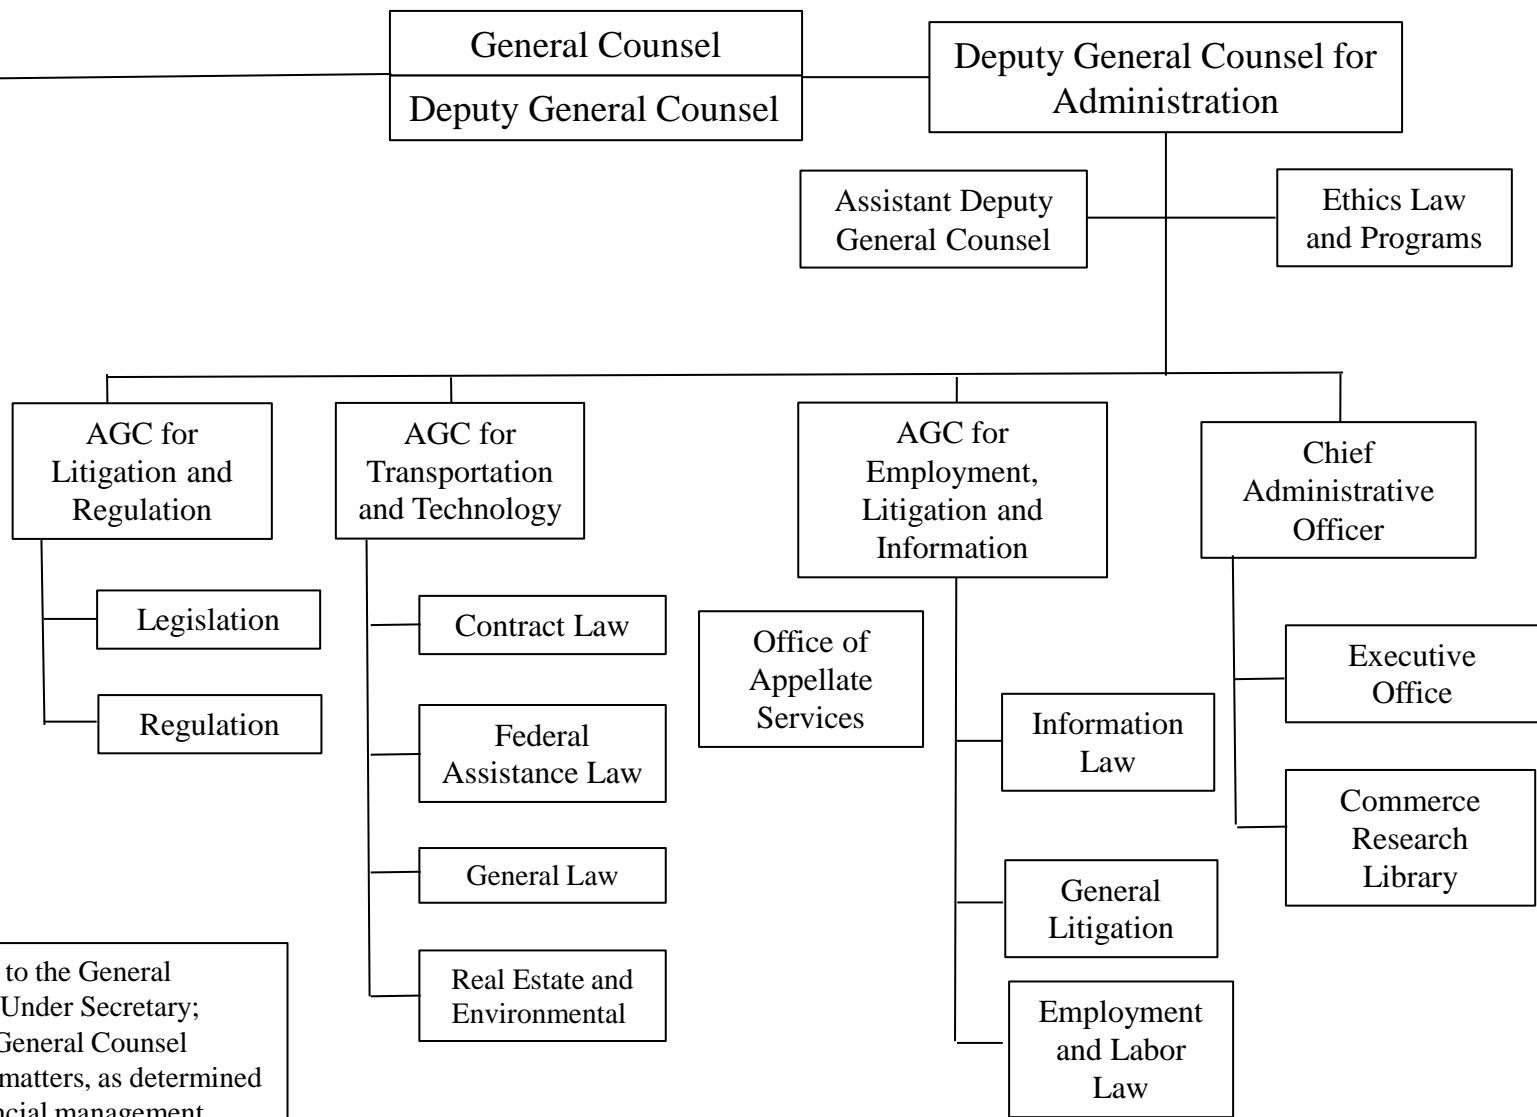 General Counsel
Deputy General Counsel
Deputy General Counsel for
Administration
Assistant Deputy
General Counsel
Ethics Law
and Programs
AGC for
Litigation and
Regulation
AGC for
Transportation
and Technology
AGC for
Employment,
Litigation and
Information
Chief
Administrative
Officer
Legislation
Regulation
Contract Law
Federal
Assistance Law
General Law
Real Estate and
Environmental
Office of
Appellate
Services
Information
Law
General
Litigation
Employment
and Labor
Law
Executive
Office
Commerce
Research
Library
to the General
Under Secretary;
General Counsel
matters, as determined
ncial management